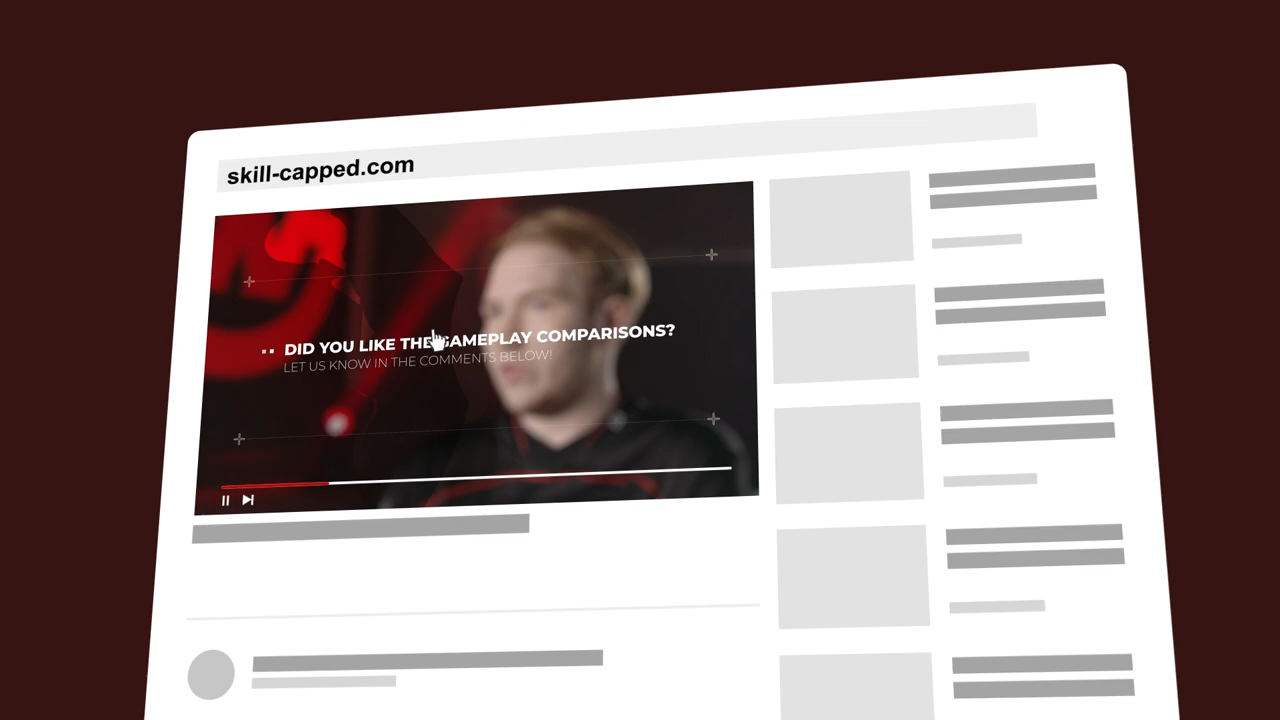 skill-capped.com
DID YOU LIKE THE GAMEPLAY COMPARISONS?
LET US KNOW IN THE COMMENTS BELOW!